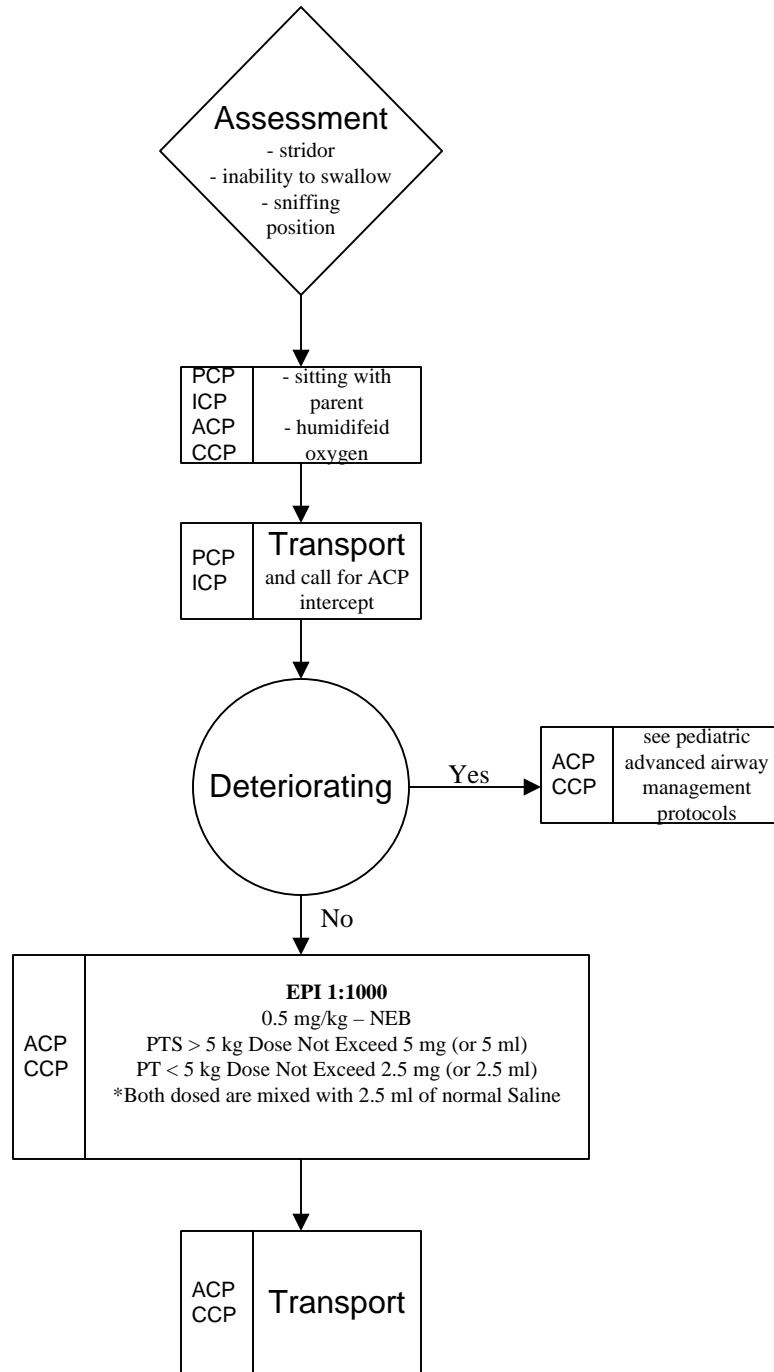 Assessment
- stridor
- inability to swallow
- sniffing
position
PCP
ICP
ACP
CCP
- sitting with
parent
- humidifeid
oxygen
PCP
ICP
Transport
and call for ACP
intercept
Deteriorating
Yes
ACP
CCP
see pediatric
advanced airway
management
protocols
No
ACP
CCP
EPI 1:1000
0.5 mg/kg – NEB
PTS > 5 kg Dose Not Exceed 5 mg (or 5 ml)
PT < 5 kg Dose Not Exceed 2.5 mg (or 2.5 ml)
*Both dosed are mixed with 2.5 ml of normal Saline
ACP
CCP
Transport